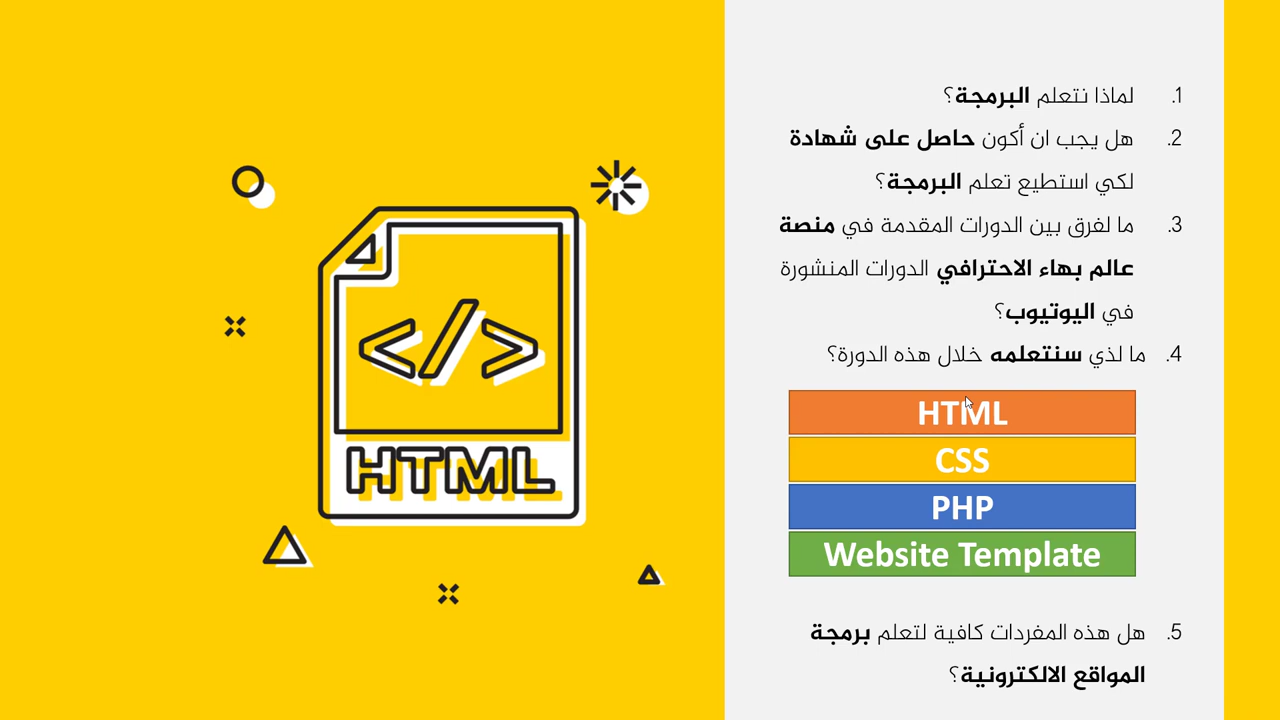 1. لماذا نتعلم البرمجة؟
2. هل يجب ان أكون حاصل على شهادة
لكي استطيع تعلم البرمجة؟
3. ما لفرق بين الدورات المقدمة في منصة
عالم بهاء الاحترافي الدورات المنشورة
في اليوتيوب؟
4. ما لذي سنتعلمه خلال هذه الدورة؟
HTML
CSS
PHP
Website Template
5. هل هذه المفردات كافية لتعلم برمجة
المواقع الالكترونية؟
</>
HTML